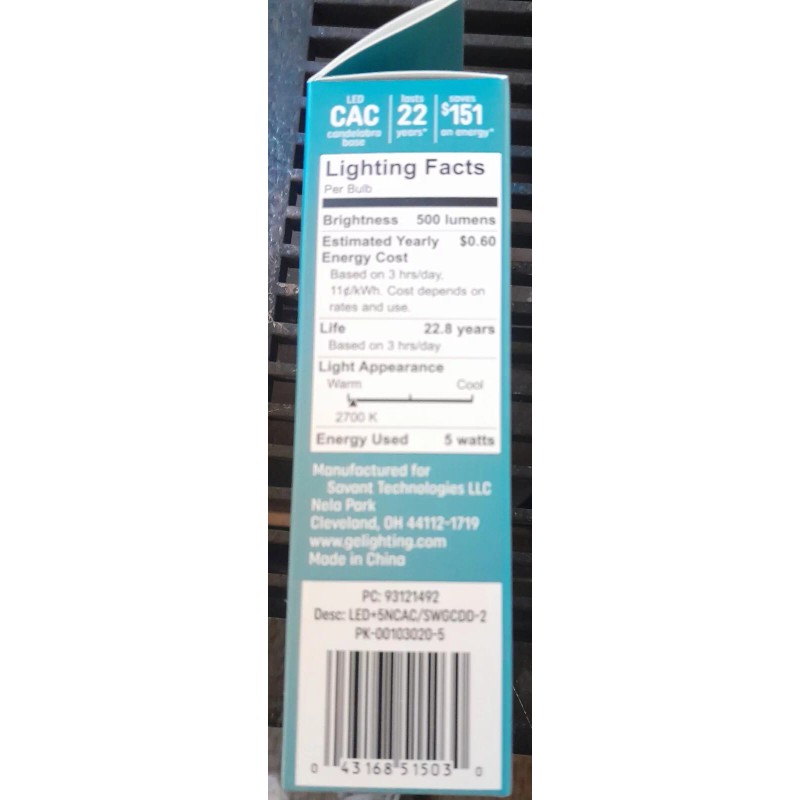 LED
CAC
candelabra
base
lasts
22
years*
saves
$151
on energy*
Lighting Facts
Per Bulb
Brightness 500 lumens
Estimated Yearly $0.60
Energy Cost
Based on 3 hrs/day,
11¢/kWh. Cost depends on
rates and use.
Life 22.8 years
Based on 3 hrs/day
Light Appearance
Warm Cool
2700 K
Energy Used 5 watts
Manufactured for
Savant Technologies LLC
Nela Park
Cleveland, OH 44112-1719
www.gelighting.com
Made in China
PC: 93121492
Desc: LED+5NCAC/SWGCDD-2
PK-00103020-5
0 43168 51503 0